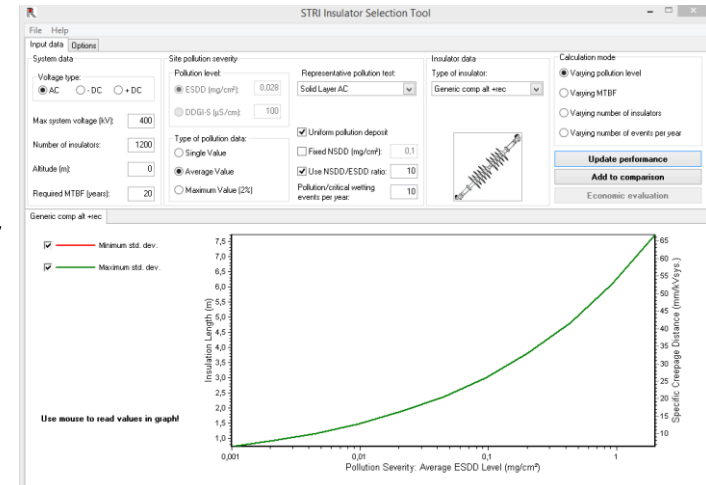 STRI Insulator Selection Tool
File Help
Input data Options
System data
Voltage type:
AC - DC + DC
Max system voltage (kV): 400
Number of insulators: 1200
Altitude (m): 0
Required MTBF (years): 20
Site pollution severity
Pollution level:
ESDD (mg/cm²): 0,028
DDGI-S (µS/cm): 100
Type of pollution data:
Single Value
Average Value
Maximum Value (2%)
Representative pollution test:
Solid Layer AC
Uniform pollution deposit
Fixed NSDD (mg/cm²): 0,1
Use NSDD/ESDD ratio: 10
Pollution/critical wetting
events per year: 10
Insulator data
Type of insulator:
Generic comp alt +rec
Calculation mode
Varying pollution level
Varying MTBF
Varying number of insulators
Varying number of events per year
Update performance
Add to comparison
Economic evaluation
Generic comp alt +rec
Minimum std. dev.
Maximum std. dev.
Use mouse to read values in graph!
Insulation Length (m)
7,5
7,0
6,5
6,0
5,5
5,0
4,5
4,0
3,5
3,0
2,5
2,0
1,5
1,0
0,001 0,01 0,1 1
Pollution Severity: Average ESDD Level (mg/cm²)
65
60
55
50
45
40
35
30
25
20
15
10
Specific Creepage Distance (mm/kVsys.)